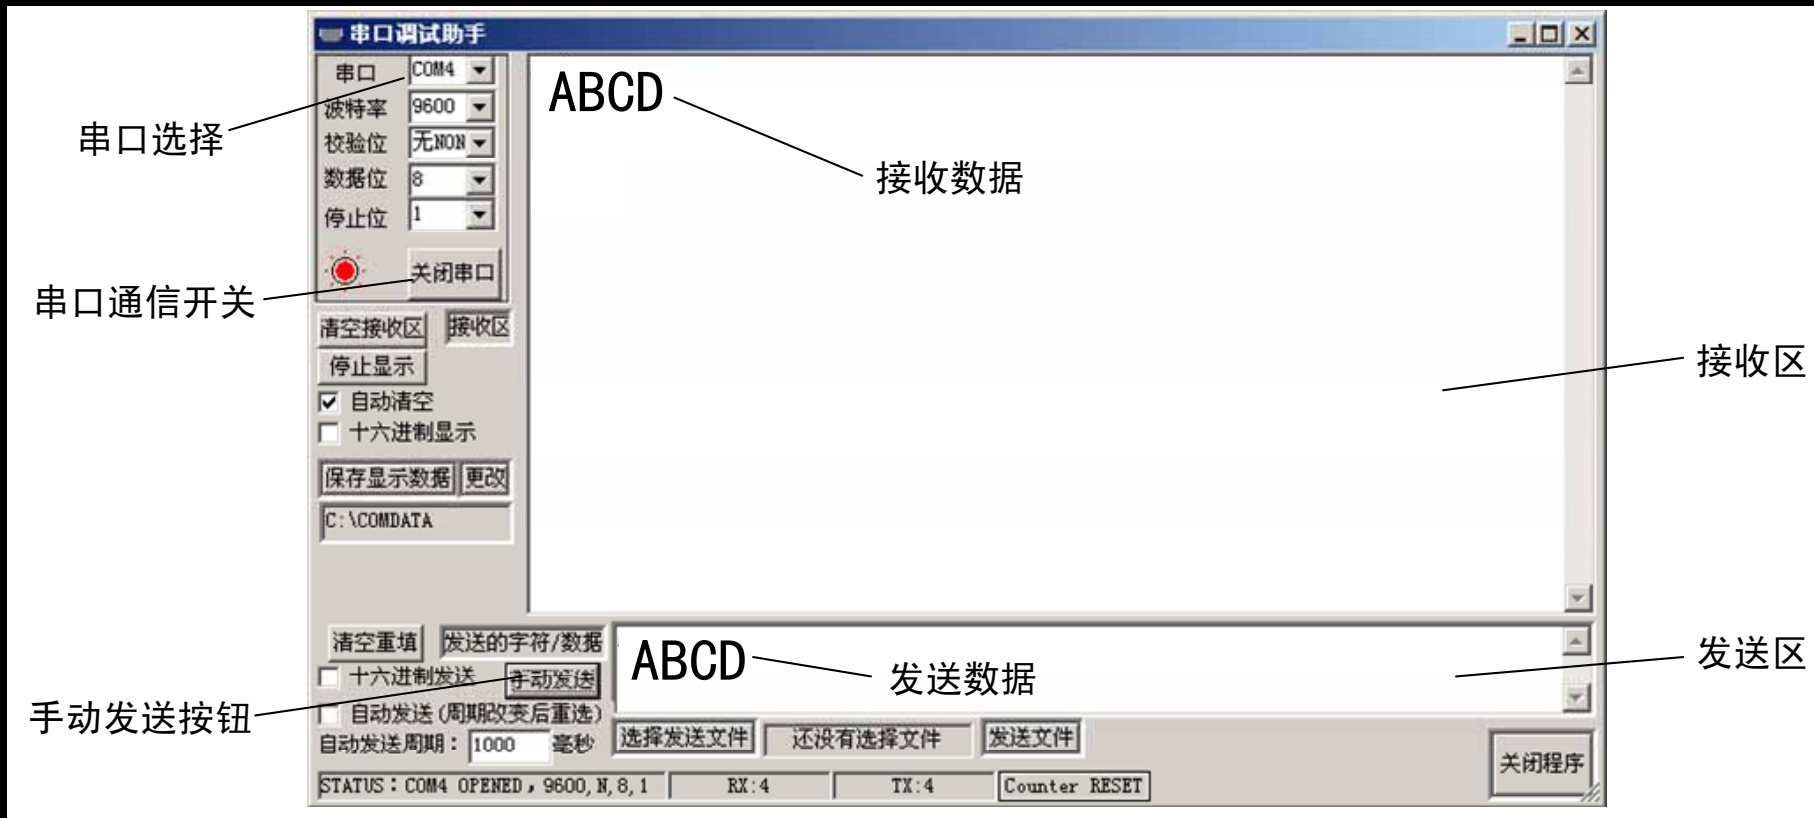 串口调试助手
串口 COM4
波特率 9600
校验位 无NON
数据位 8
停止位 1
关闭串口
清空接收区 接收区
停止显示
自动清空
十六进制显示
保存显示数据 更改
C:\COMDATA
ABCD
接收数据
串口选择
串口通信开关
接收区
清空重填 发送的字符/数据
十六进制发送 手动发送
自动发送(周期改变后重选)
自动发送周期: 1000 毫秒
ABCD
发送数据
发送区
手动发送按钮
选择发送文件 还没有选择文件 发送文件
关闭程序
STATUS:COM4 OPENED,9600,N,8,1 RX:4 TX:4 Counter RESET